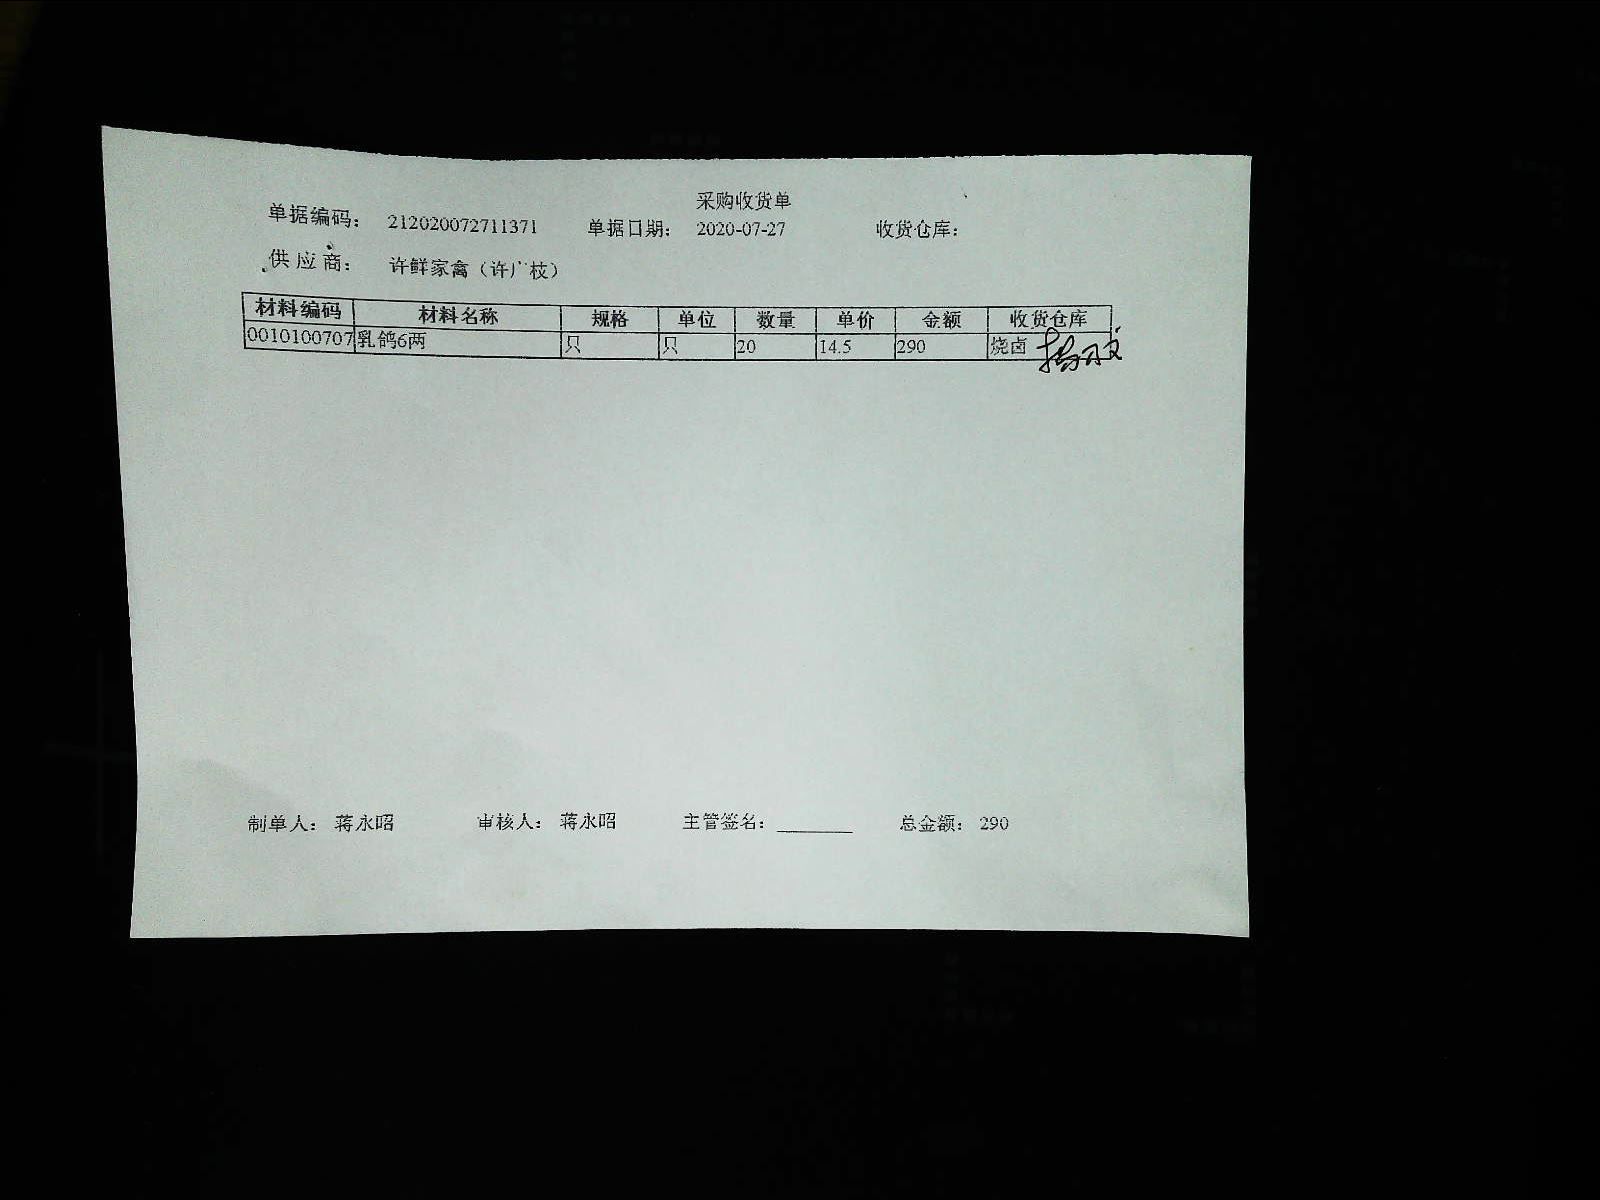 采购收货单
单据编码： 212020072711371 单据日期： 2020-07-27 收货仓库：
供应商： 许鲜家禽（许广枝）
材料编码 材料名称 规格 单位 数量 单价 金额 收货仓库
0010100707 乳鸽6两 只 只 20 14.5 290 烧卤
制单人： 蒋永昭 审核人： 蒋永昭 主管签名： 总金额： 290